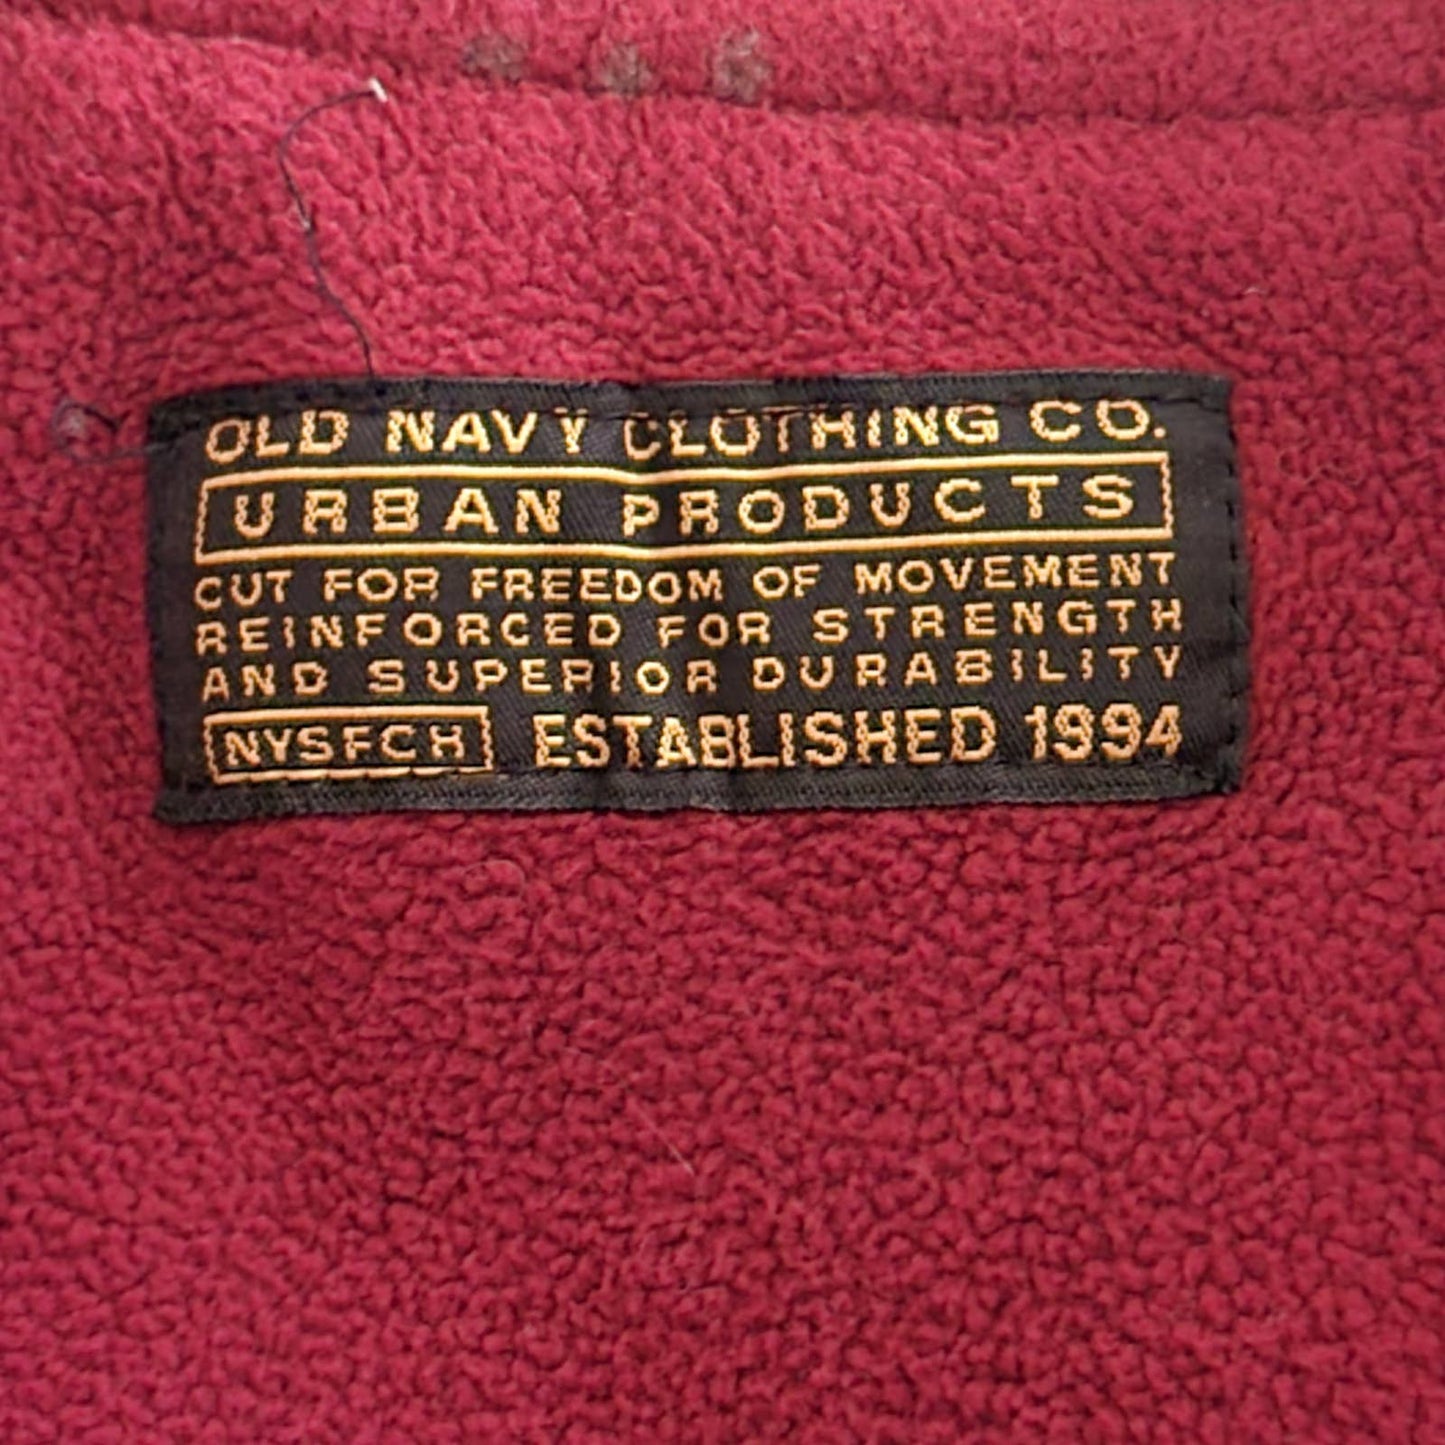 OLD NAVY CLOTHING CO.
URBAN PRODUCTS
CUT FOR FREEDOM OF MOVEMENT
REINFORCED FOR STRENGTH
AND SUPERIOR DURABILITY
NYSFCH ESTABLISHED 1994